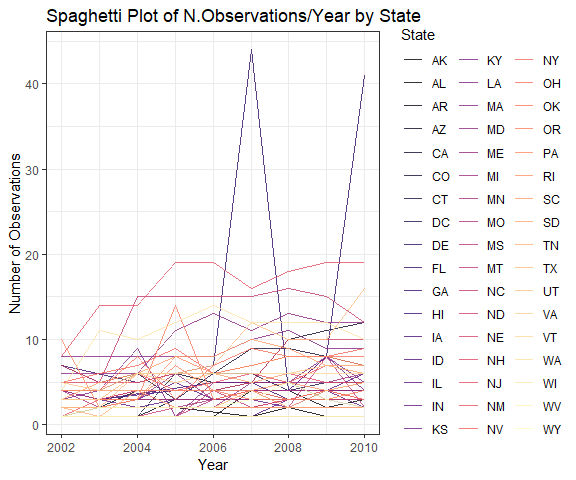 Spaghetti Plot of N.Observations/Year by State
Number of Observations
40
30
20
10
0
2002
2004
2006
2008
2010
Year
State
AK
AL
AR
AZ
CA
CO
CT
DC
DE
FL
GA
HI
IA
ID
IL
IN
KS
KY
LA
MA
MD
ME
MI
MN
MO
MS
MT
NC
ND
NE
NH
NJ
NM
NV
NY
OH
OK
OR
PA
RI
SC
SD
TN
TX
UT
VA
VT
WA
WI
WV
WY